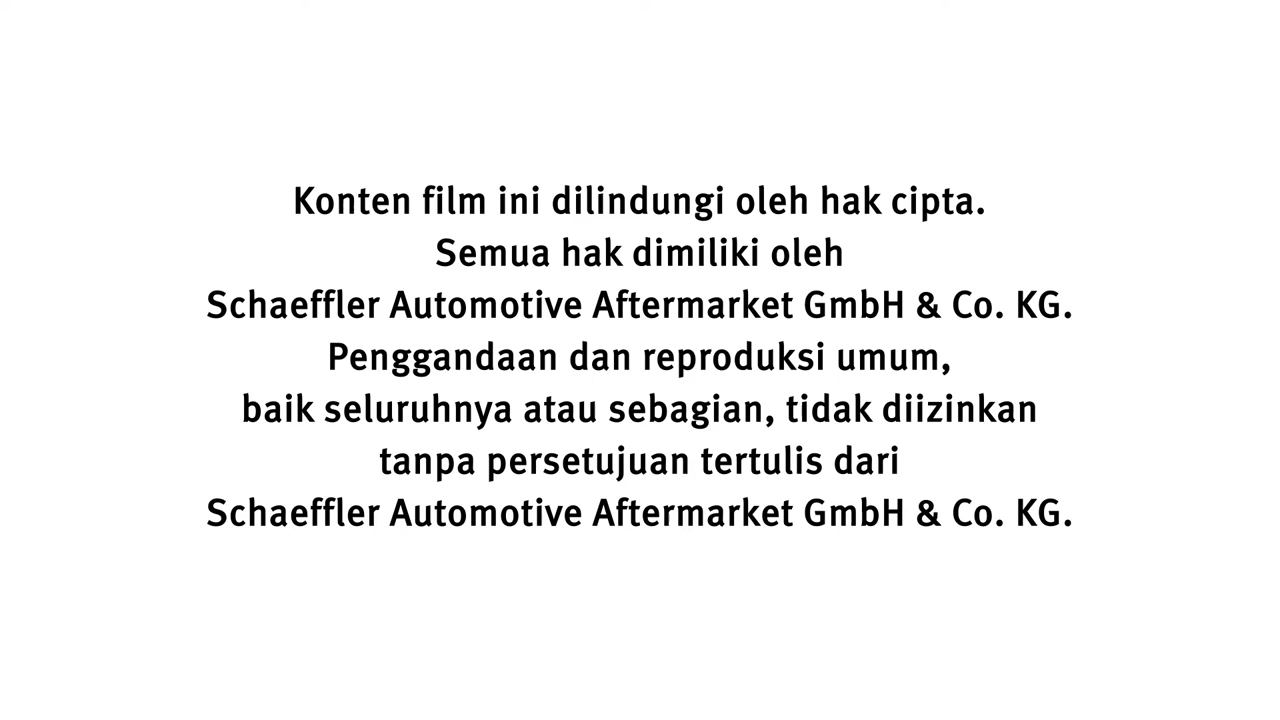 Konten film ini dilindungi oleh hak cipta.
Semua hak dimiliki oleh
Schaeffler Automotive Aftermarket GmbH & Co. KG.
Penggandaan dan reproduksi umum,
baik seluruhnya atau sebagian, tidak diizinkan
tanpa persetujuan tertulis dari
Schaeffler Automotive Aftermarket GmbH & Co. KG.